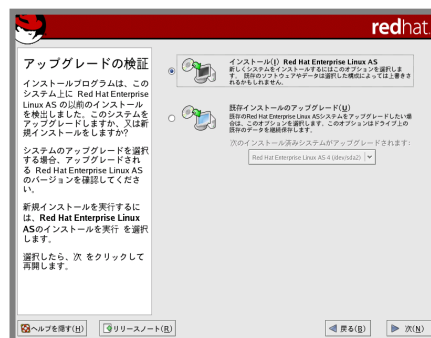 redhat.
アップグレードの検証
インストールプログラムは、この
システム上に Red Hat Enterprise
Linux AS の以前のインストール
を検出しました。このシステムを
アップグレードしますか、又は新
規インストールをしますか?
システムのアップグレードを選択
する場合、アップグレードされ
る Red Hat Enterprise Linux AS
のバージョンを確認してくださ
い。
新規インストールを実行するに
は、Red Hat Enterprise Linux
ASのインストールを実行 を選択
します。
選択したら、次 をクリックして
再開します。
インストール(I) Red Hat Enterprise Linux AS
新しくシステムをインストールするにはこのオプションを選択しま
す。 既存のソフトウェアやデータは選択した構成によっては上書きさ
れるかもしれません。
既存インストールのアップグレード(U)
既存のRed Hat Enterprise Linux ASシステムをアップグレードしたい場
合は、このオプションを選択します。このオプションはドライブ上の
既存のデータを継続保存します.
次のインストール済みシステムがアップグレードされます:
Red Hat Enterprise Linux AS 4 (/dev/sda2)
ヘルプを隠す(H)
リリースノート(R)
戻る(B)
次(N)